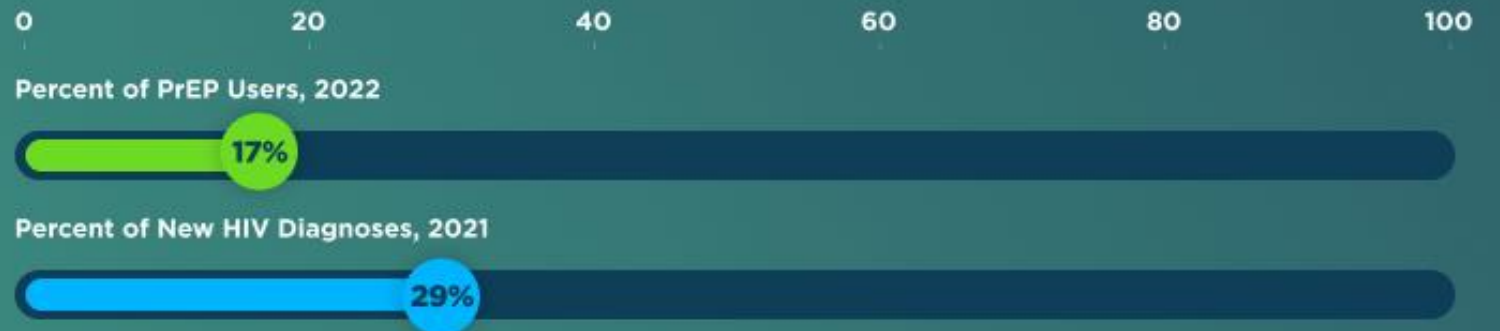 0 20 40 60 80 100
Percent of PrEP Users, 2022
17%
Percent of New HIV Diagnoses, 2021
29%